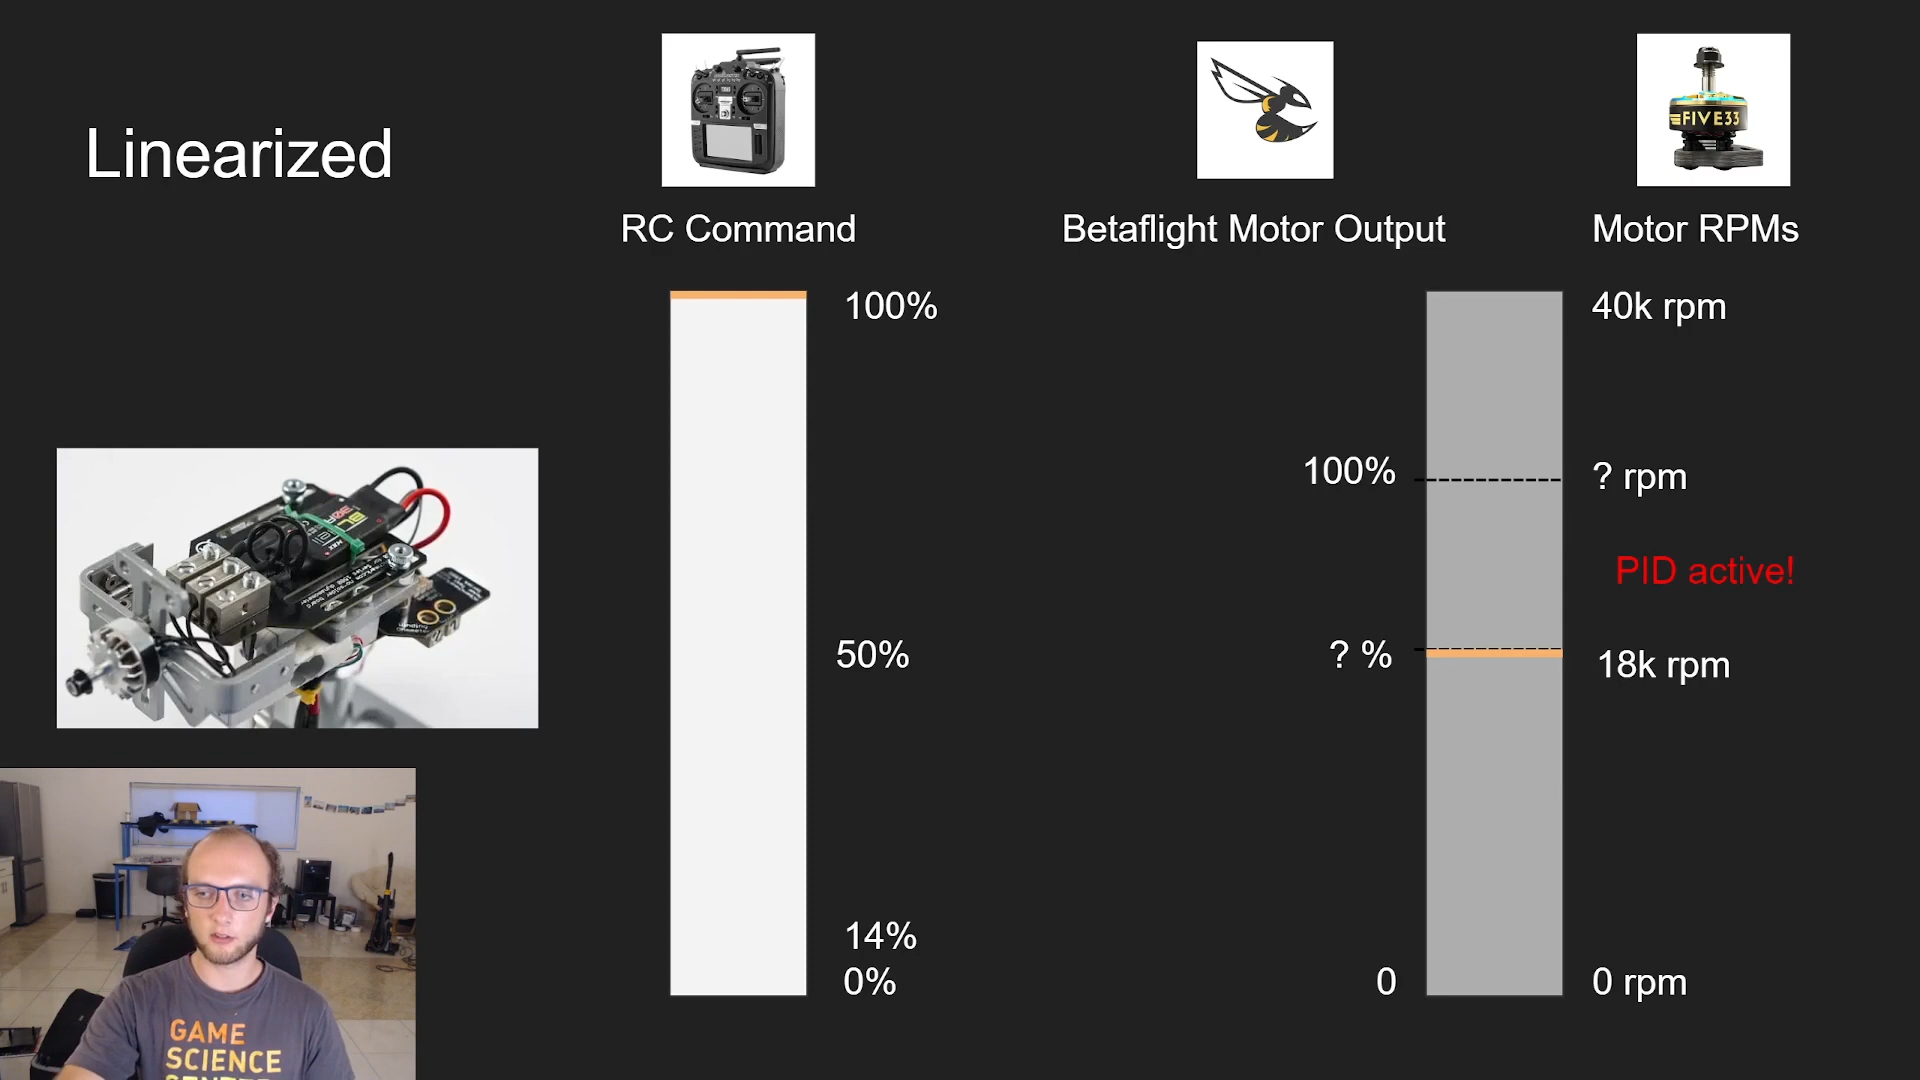 Linearized
RC Command
Betaflight Motor Output
Motor RPMs
FIVE33
100%
40k rpm
100%
? rpm
PID active!
50%
? %
18k rpm
14%
0%
0
0 rpm
GAME
SCIENCE